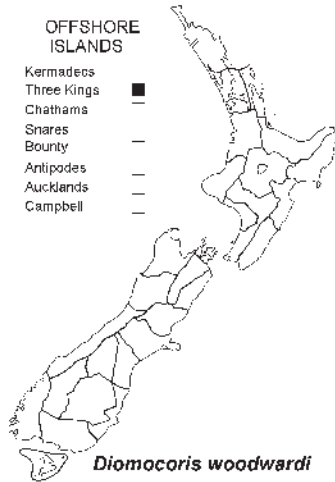 OFFSHORE
ISLANDS
Kermadecs
Three Kings
Chathams
Snares
Bounty
Antipodes
Aucklands
Campbell
Diomocoris woodwardi